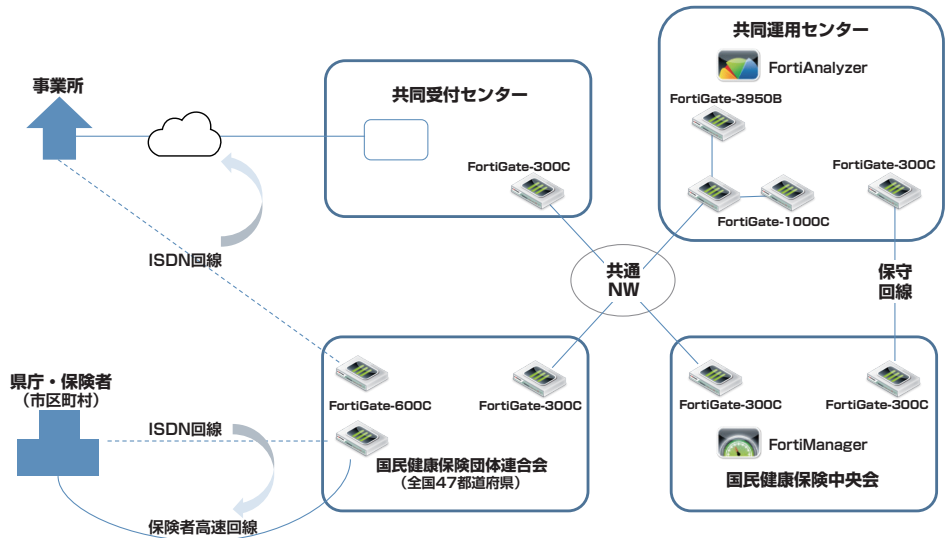 共同運用センター
FortiAnalyzer
FortiGate-3950B
FortiGate-300C
FortiGate-1000C
共同受付センター
FortiGate-300C
事業所
ISDN回線
共通
NW
保守
回線
県庁・保険者
（市区町村）
ISDN回線
保険者高速回線
FortiGate-600C
FortiGate-300C
国民健康保険団体連合会
（全国47都道府県）
FortiGate-300C
FortiGate-300C
FortiManager
国民健康保険中央会